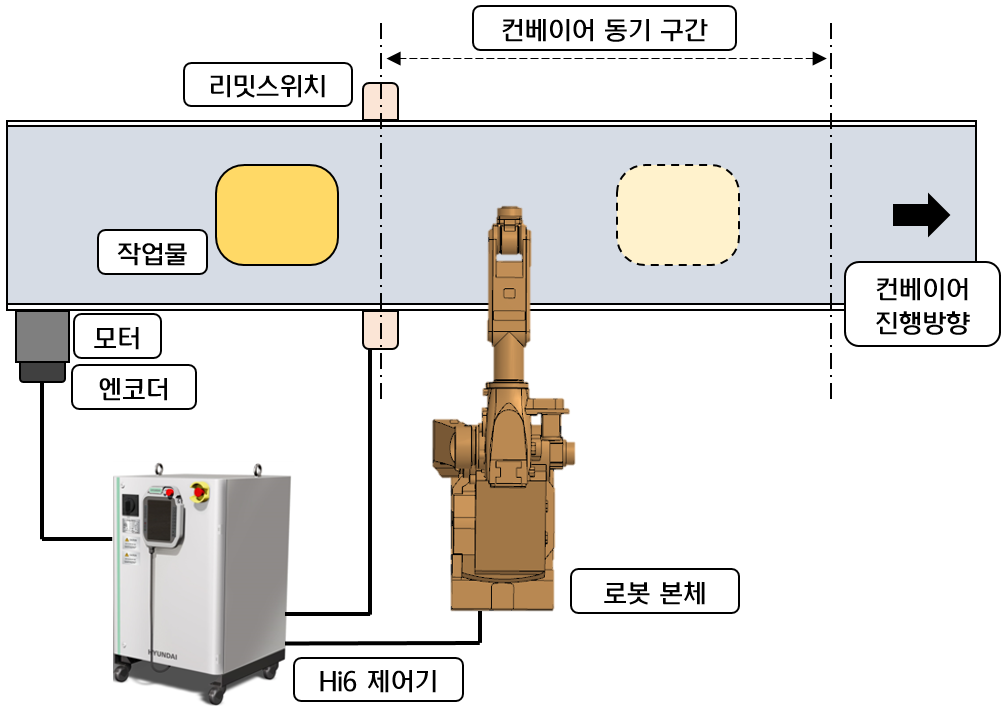 컨베이어 동기 구간
리밋스위치
작업물
컨베이어
진행방향
모터
엔코더
HYUNDAI
로봇 본체
Hi6 제어기